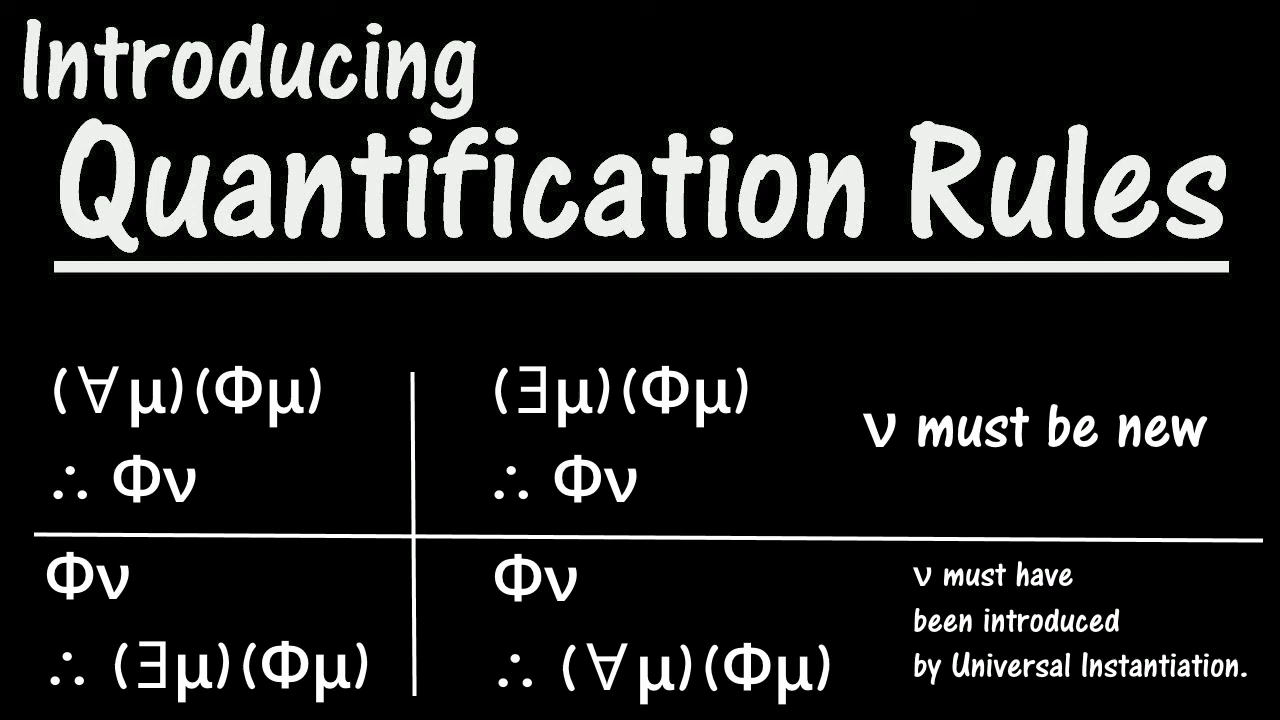 Introducing
Quantification Rules
(∀μ)(Φμ)
∴ Φν
(∃μ)(Φμ)
∴ Φν
ν must be new
Φν
∴ (∃μ)(Φμ)
Φν
∴ (∀μ)(Φμ)
ν must have
been introduced
by Universal Instantiation.